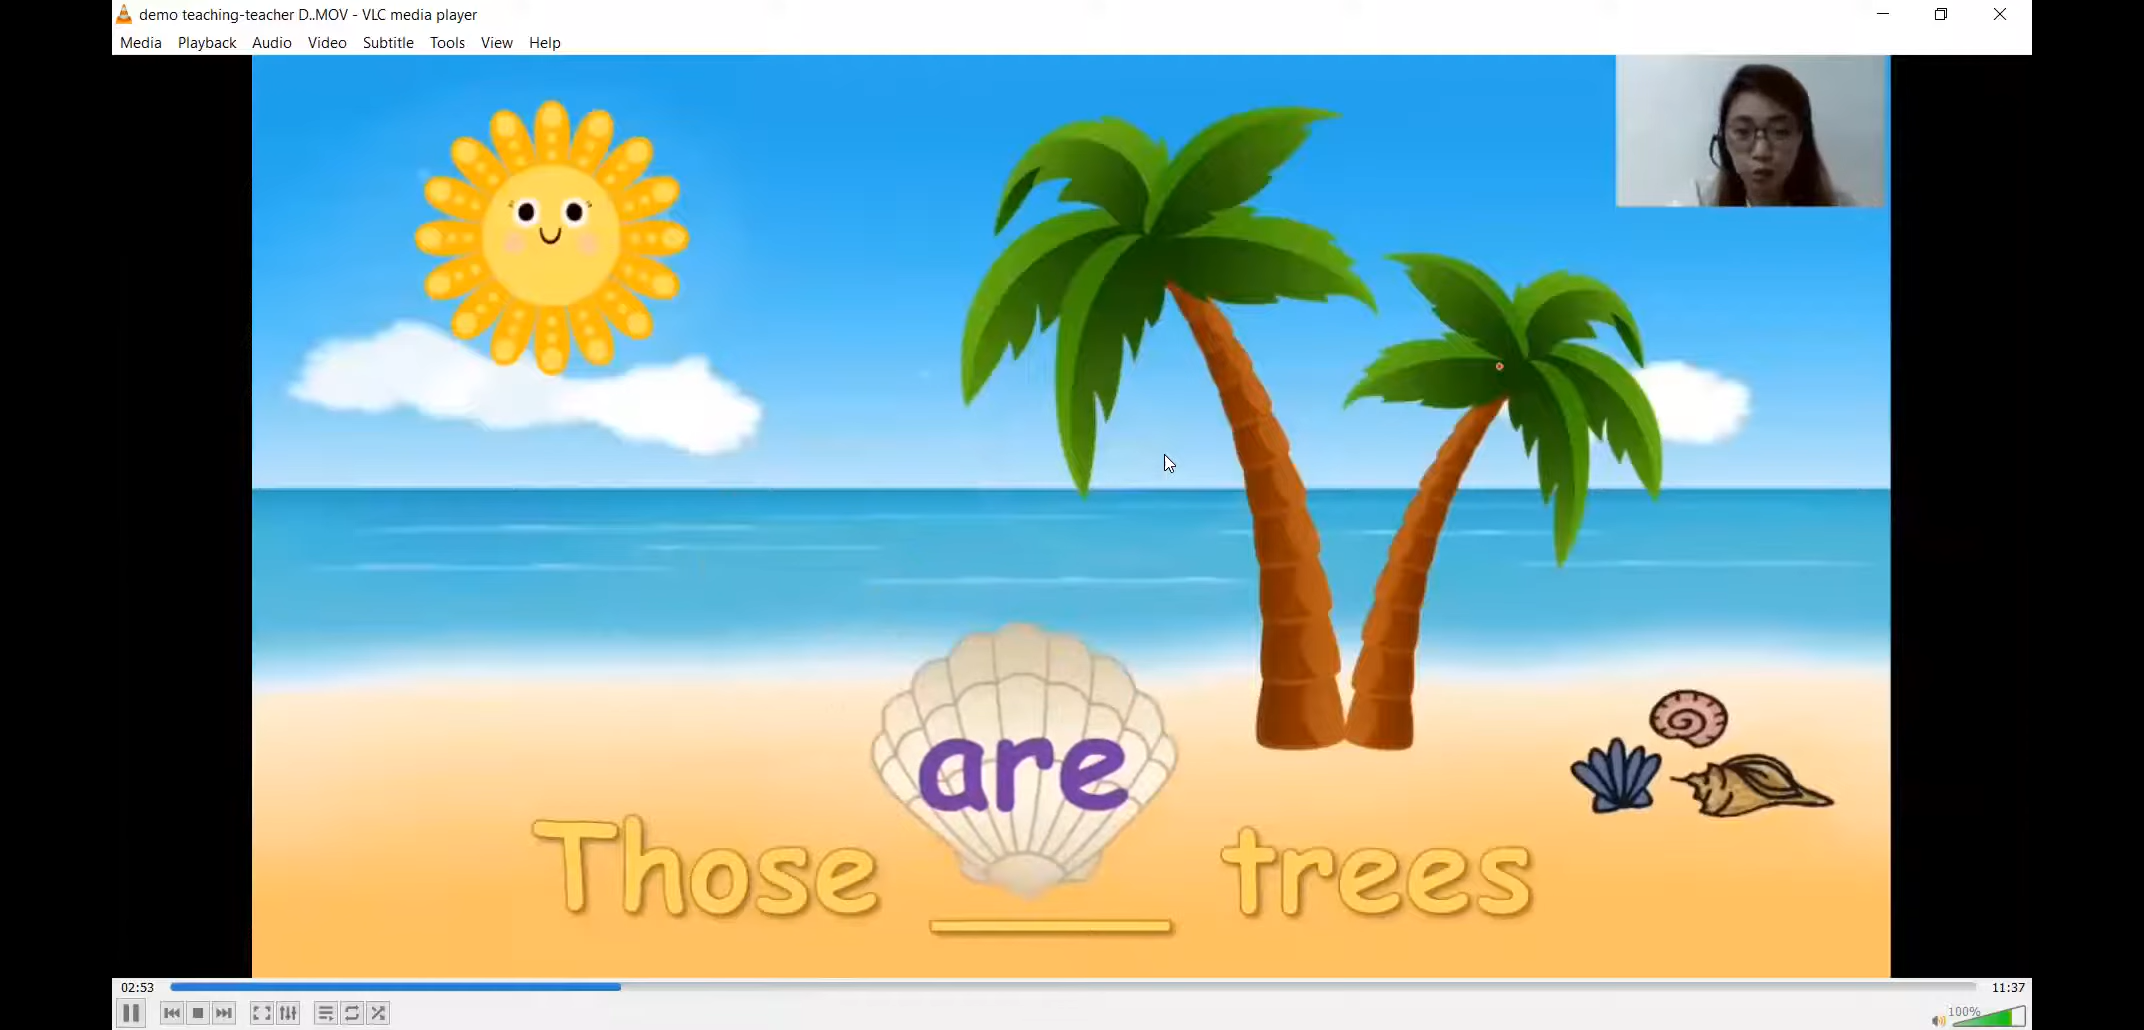 demo teaching-teacher D..MOV - VLC media player
Media Playback Audio Video Subtitle Tools View Help
are
Those ____ trees
02:53 11:37
100%